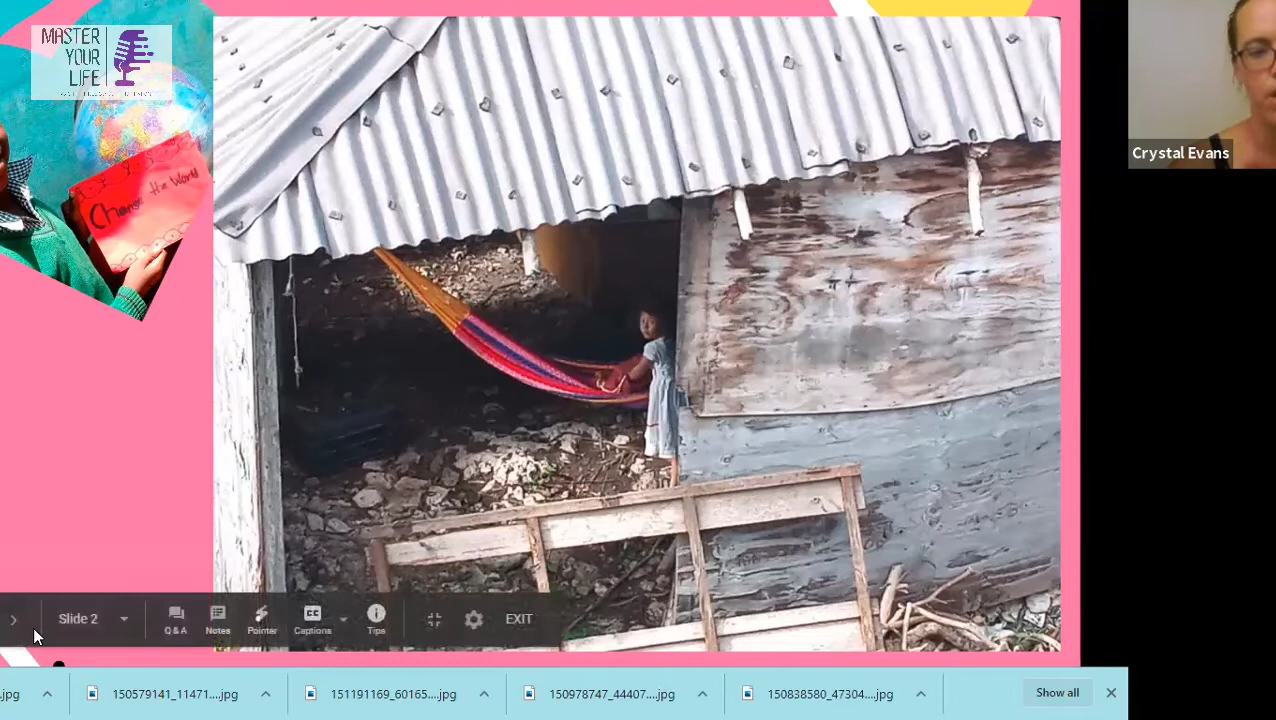 MASTER
YOUR
LIFE
Change the World
Crystal Evans
Slide 2
Q & A
Notes
Pointer
Captions
Tips
EXIT
.jpg
150579141_11471....jpg
151191169_60165....jpg
150978747_44407....jpg
150838580_47304....jpg
Show all